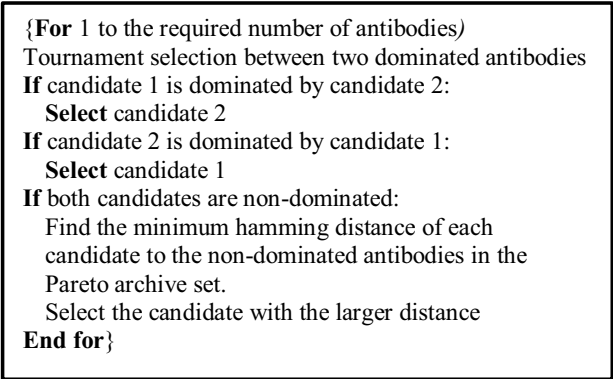 {For 1 to the required number of antibodies)
Tournament selection between two dominated antibodies
If candidate 1 is dominated by candidate 2:
Select candidate 2
If candidate 2 is dominated by candidate 1:
Select candidate 1
If both candidates are non-dominated:
Find the minimum hamming distance of each
candidate to the non-dominated antibodies in the
Pareto archive set.
Select the candidate with the larger distance
End for}